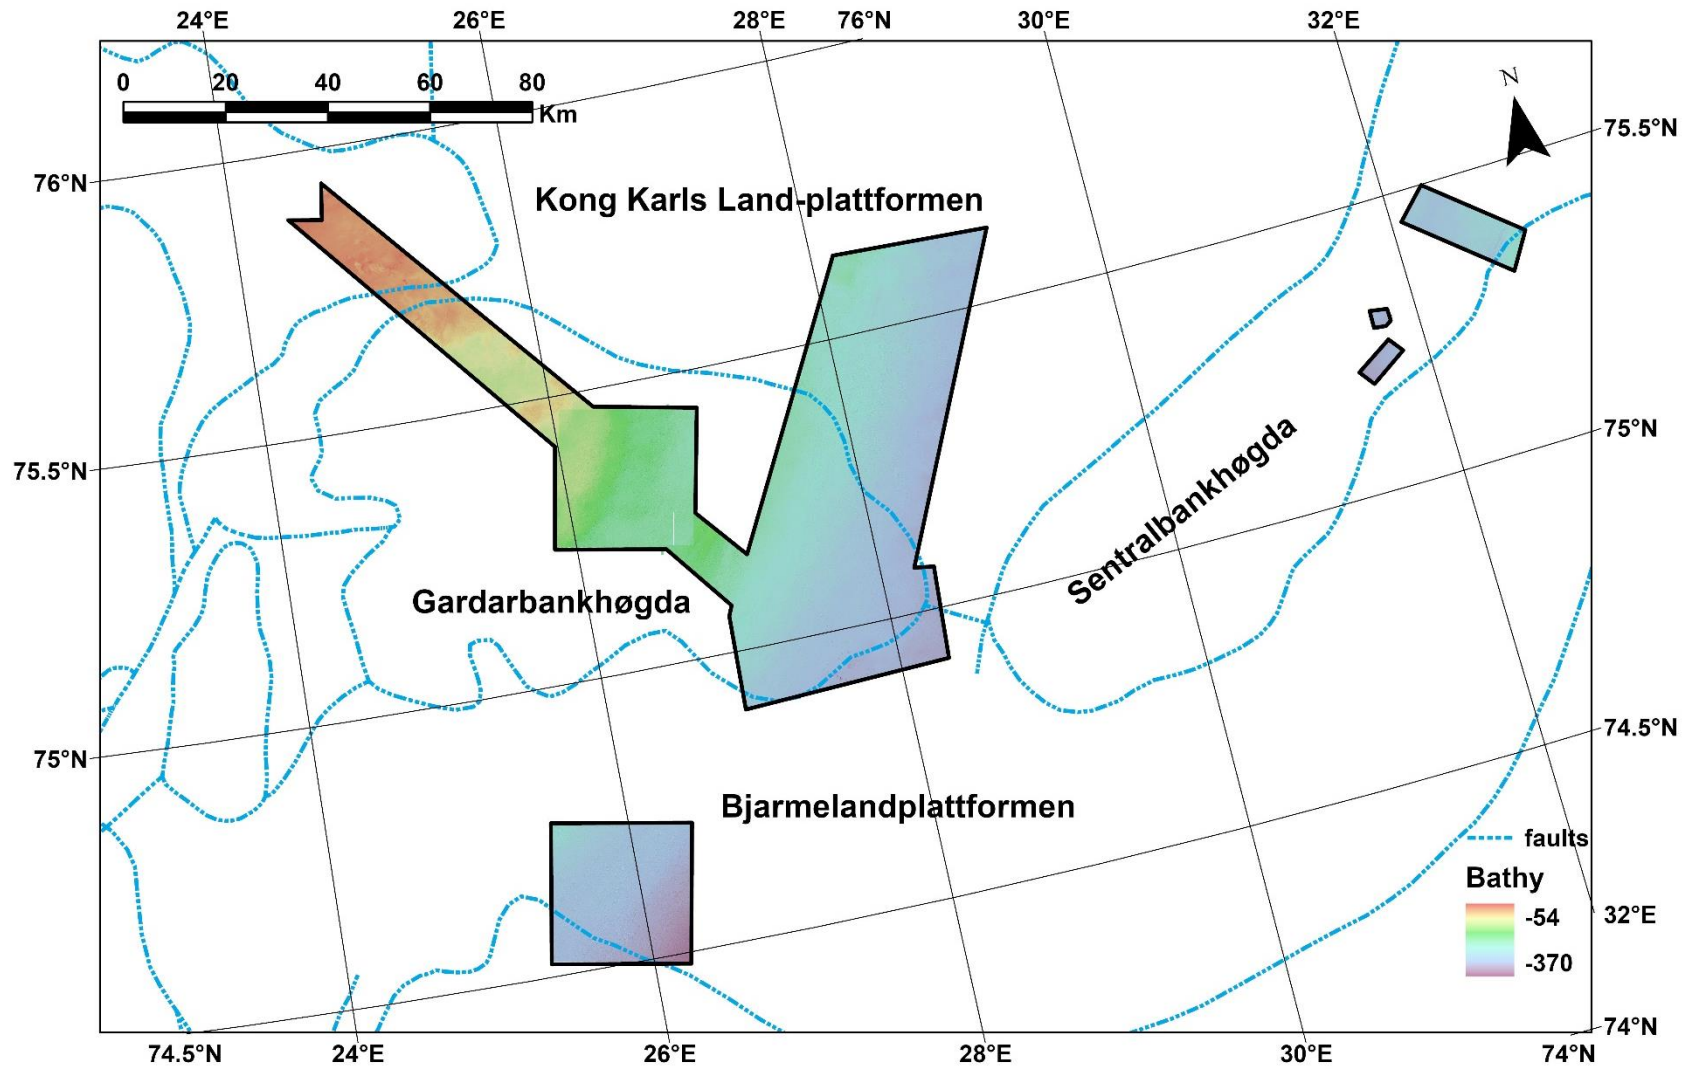 24°E 26°E 28°E 76°N 30°E 32°E
0 20 40 60 80
Km
N
75.5°N
76°N
Kong Karls Land-plattformen
75°N
75.5°N
Sentralbankhøgda
Gardarbankhøgda
74.5°N
75°N
Bjarmelandplattformen
faults
Bathy
-54
32°E
-370
74°N
74.5°N 24°E 26°E 28°E 30°E 74°N